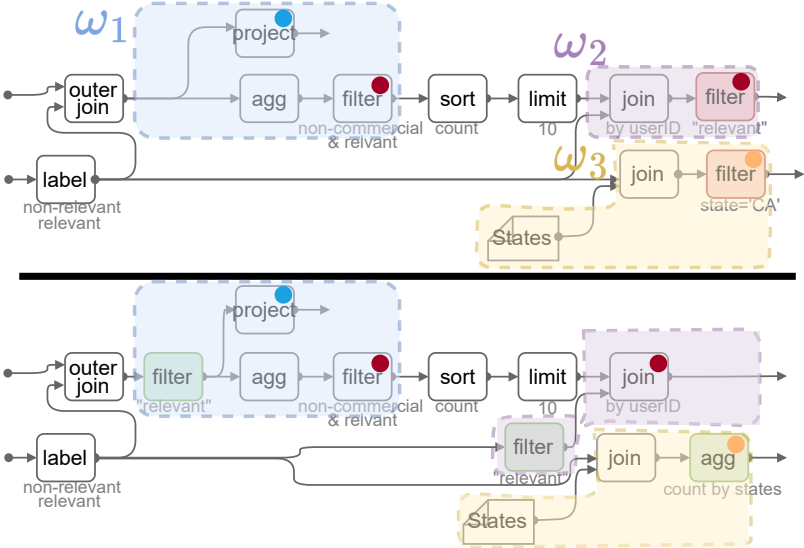 ω1
ω2
project
outer
join
agg
filter
sort
limit
join
filter
non-commercial
& relvant
count
10
by userID
"relevant"
ω3
label
join
filter
non-relevant
relevant
state='CA'
States
project
outer
join
filter
agg
filter
sort
limit
join
"relevant"
non-commercial
& relvant
count
10
by userID
label
filter
join
agg
non-relevant
relevant
"relevant"
count by states
States